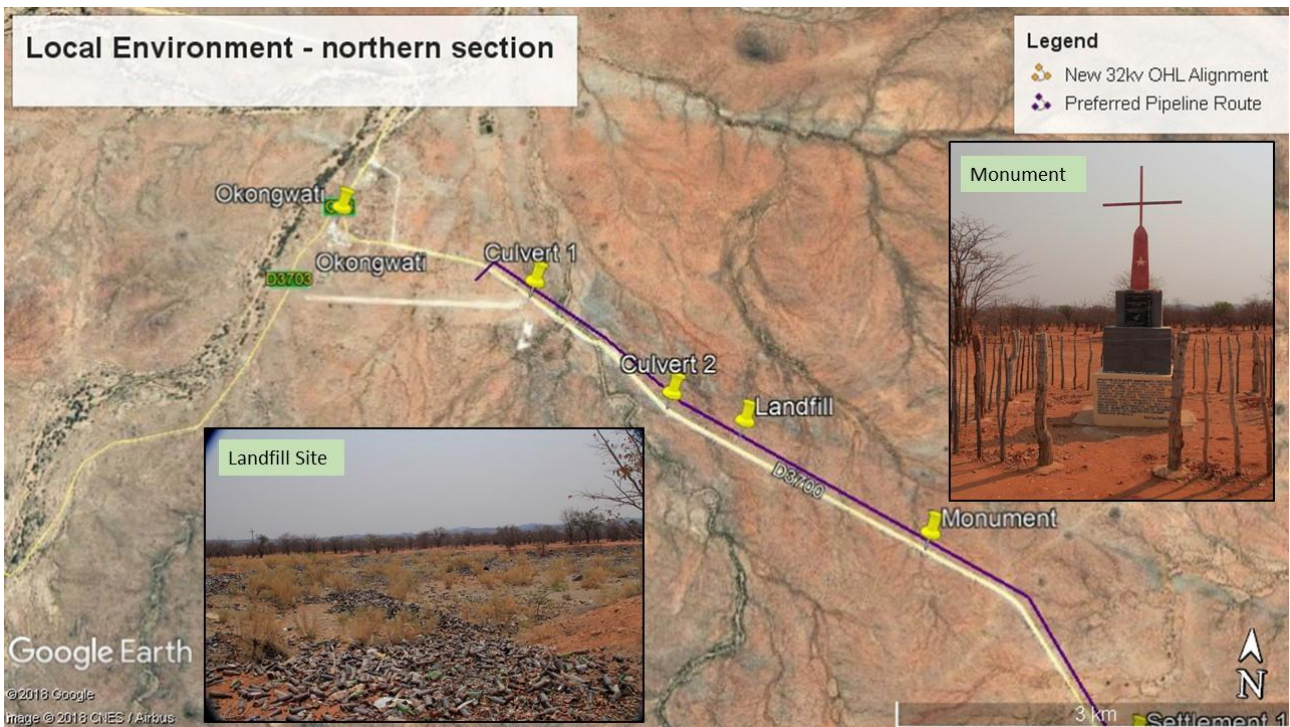 Local Environment - northern section
Legend
New 32kv OHL Alignment
Preferred Pipeline Route
Monument
Okongwati
Okongwati
D3703
Culvert 1
Culvert 2
Landfill
D3700
Monument
Landfill Site
Google Earth
©2018 Google
Image © 2018 CNES / Airbus
N
3 km
Settlement 1